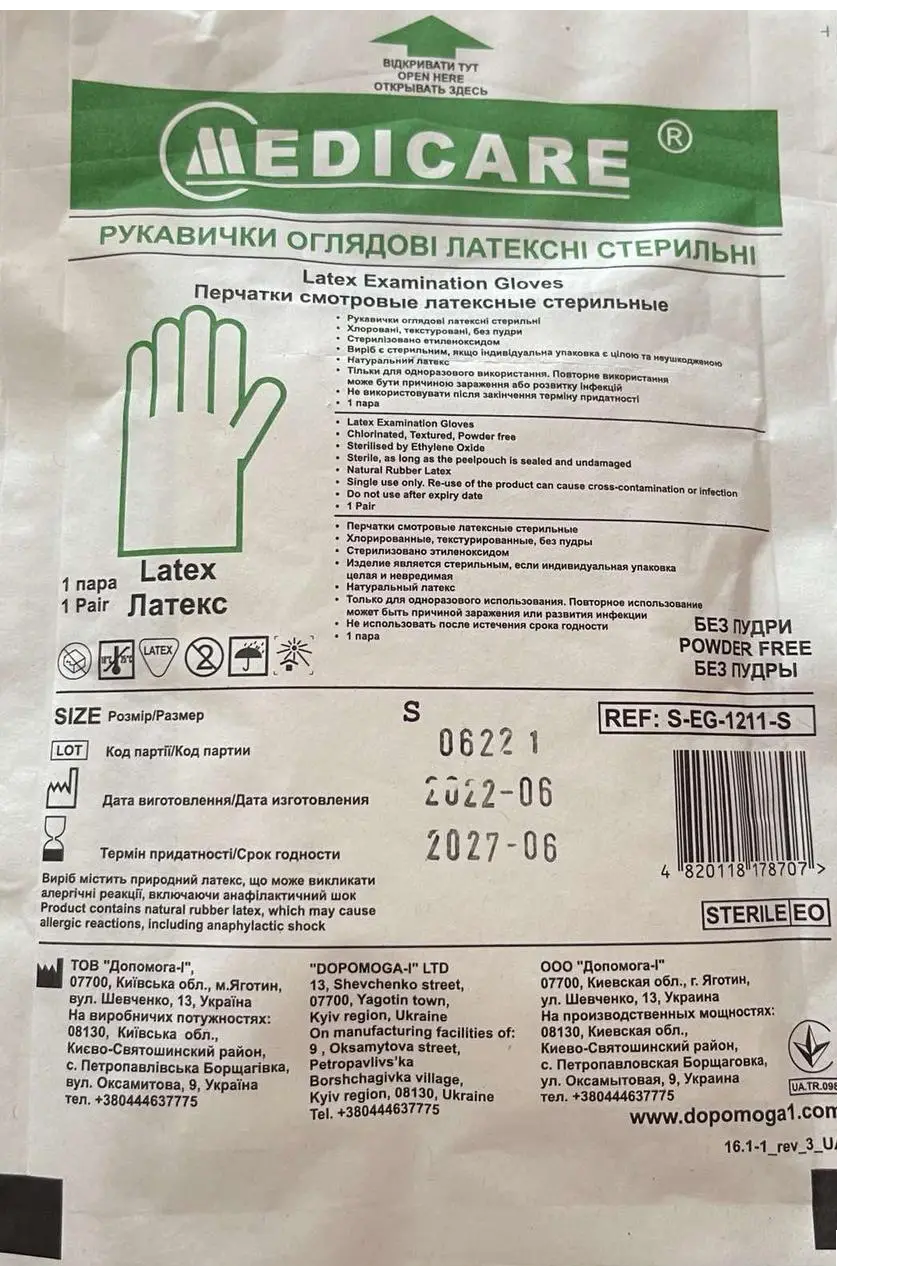 ВІДКРИВАТИ ТУТ
OPEN HERE
ОТКРЫВАТЬ ЗДЕСЬ
MEDICARE ®
РУКАВИЧКИ ОГЛЯДОВІ ЛАТЕКСНІ СТЕРИЛЬНІ
Latex Examination Gloves
Перчатки смотровые латексные стерильные
• Рукавички оглядові латексні стерильні
• Хлоровані, текстуровані, без пудри
• Стерилізовано етиленоксидом
• Виріб є стерильним, якщо індивідуальна упаковка є цілою та неушкодженою
• Натуральний латекс
• Тільки для одноразового використання. Повторне використання
може бути причиною зараження або розвитку інфекцій
• Не використовувати після закінчення терміну придатності
• 1 пара
• Latex Examination Gloves
• Chlorinated, Textured, Powder free
• Sterilised by Ethylene Oxide
• Sterile, as long as the peelpouch is sealed and undamaged
• Natural Rubber Latex
• Single use only. Re-use of the product can cause cross-contamination or infection
• Do not use after expiry date
• 1 Pair
• Перчатки смотровые латексные стерильные
• Хлорированные, текстурированные, без пудры
• Стерилизовано этиленоксидом
• Изделие является стерильным, если индивидуальная упаковка
целая и невредимая
• Натуральный латекс
• Только для одноразового использования. Повторное использование
может быть причиной заражения или развития инфекции
• Не использовать после истечения срока годности
• 1 пара
1 пара
1 Pair
Latex
Латекс
LATEX
2
БЕЗ ПУДРИ
POWDER FREE
БЕЗ ПУДРЫ
SIZE Розмір/Размер S
REF: S-EG-1211-S
LOT Код партії/Код партии 06221
Дата виготовлення/Дата изготовления 2022-06
Термін придатності/Срок годности 2027-06
4 820118 178707 >
Виріб містить природний латекс, що може викликати
алергічні реакції, включаючи анафілактичний шок
Product contains natural rubber latex, which may cause
allergic reactions, including anaphylactic shock
STERILE EO
ТОВ "Допомога-І",
07700, Київська обл., м.Яготин,
вул. Шевченко, 13, Україна
На виробничих потужностях:
08130, Київська обл.,
Києво-Святошинский район,
с. Петропавлівська Борщагівка,
вул. Оксамитова, 9, Україна
тел. +380444637775
"DOPOMOGA-I" LTD
13, Shevchenko street,
07700, Yagotin town,
Kyiv region, Ukraine
On manufacturing facilities of:
9 , Oksamytova street,
Petropavlivs'ka
Borshchagivka village,
Kyiv region, 08130, Ukraine
Tel. +380444637775
ООО "Допомога-І"
07700, Киевская обл., г. Яготин,
ул. Шевченко, 13, Украина
На производственных мощностях:
08130, Киевская обл.,
Киево-Святошинский район,
с. Петропавловская Борщаговка,
ул. Оксамытовая, 9, Украина
тел. +380444637775
UA.TR.098
www.dopomoga1.com
16.1-1_rev_3_UA